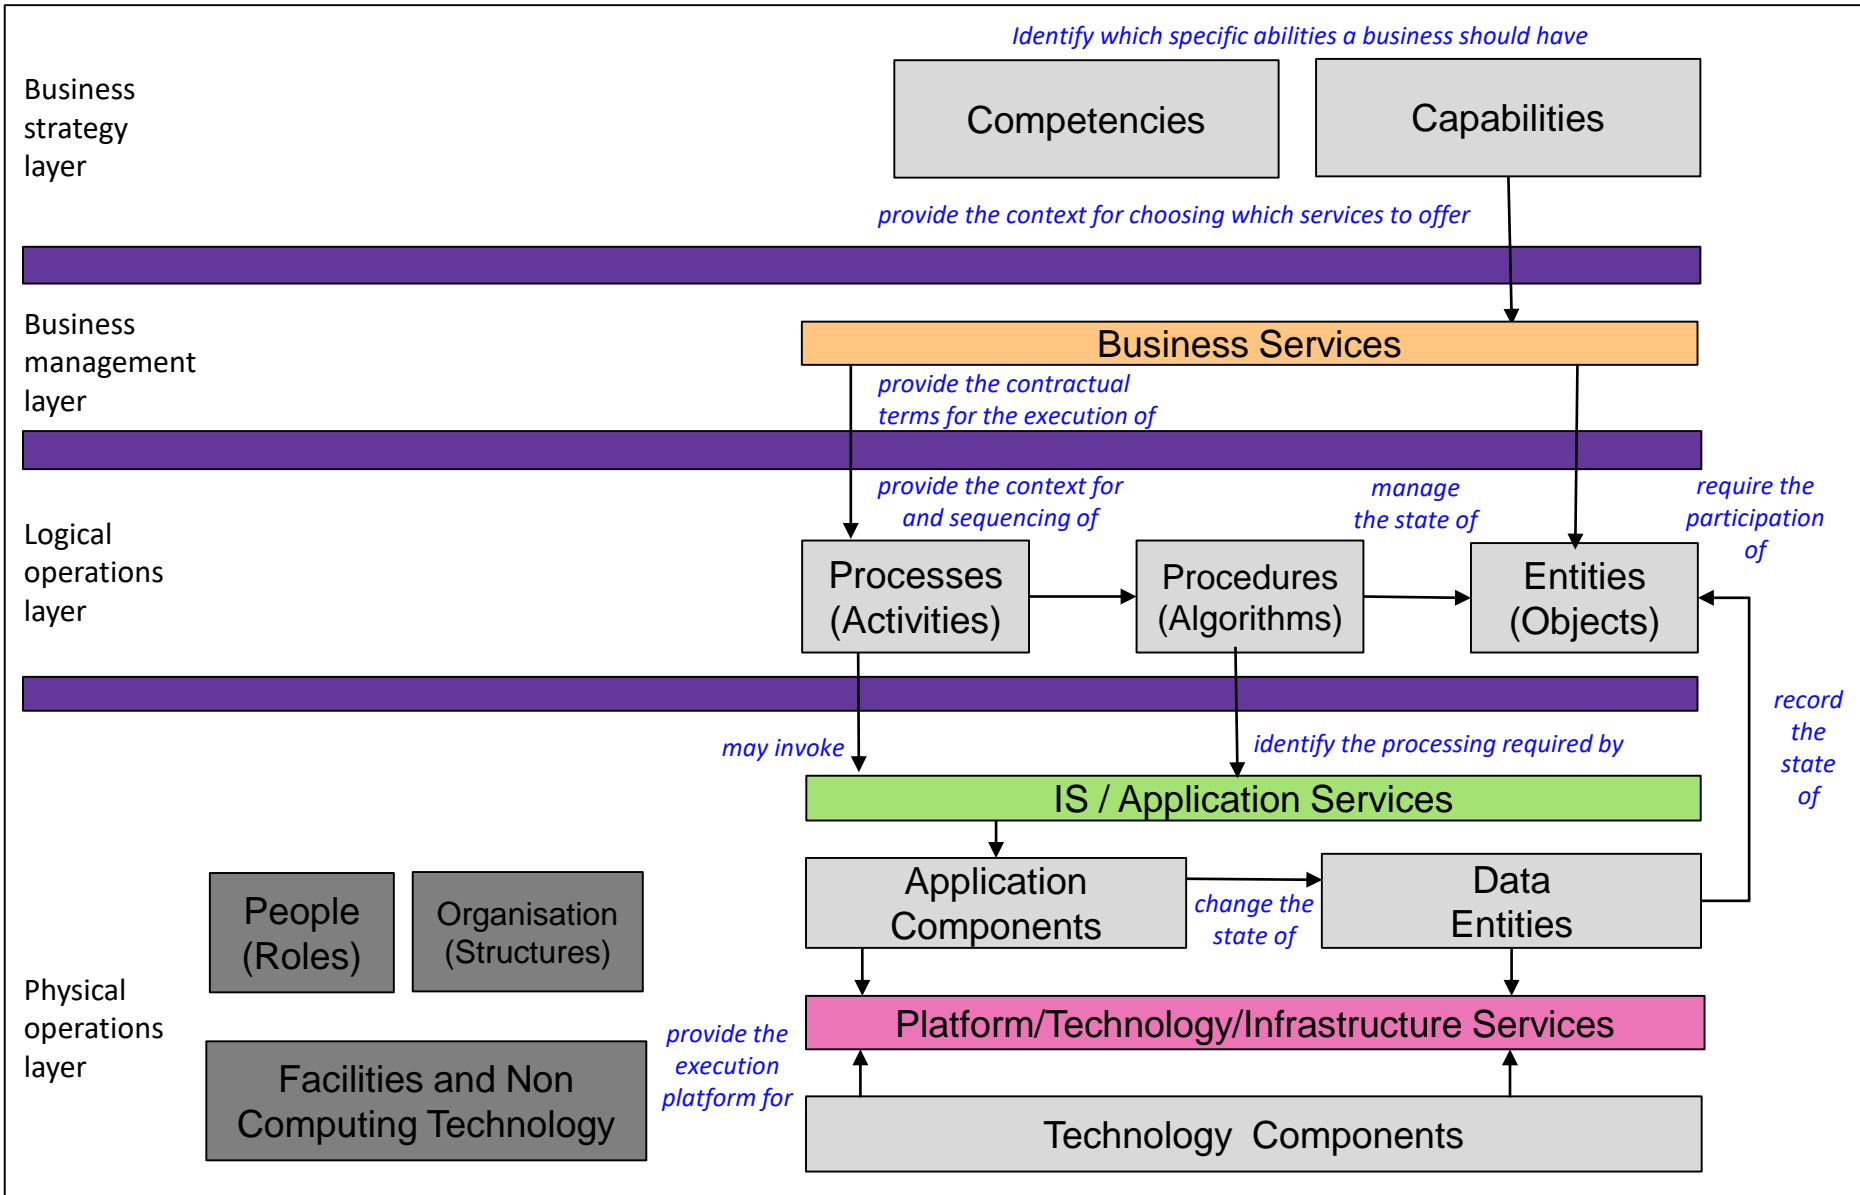 Identify which specific abilities a business should have
Business
strategy
layer
Competencies
Capabilities
provide the context for choosing which services to offer
Business
management
layer
Business Services
provide the contractual
terms for the execution of
Logical
operations
layer
provide the context for
and sequencing of
manage
the state of
require the
participation
of
Processes
(Activities)
Procedures
(Algorithms)
Entities
(Objects)
may invoke
identify the processing required by
record
the
state
of
IS / Application Services
Application
Components
change the
state of
Data
Entities
People
(Roles)
Organisation
(Structures)
Physical
operations
layer
Platform/Technology/Infrastructure Services
provide the
execution
platform for
Facilities and Non
Computing Technology
Technology Components